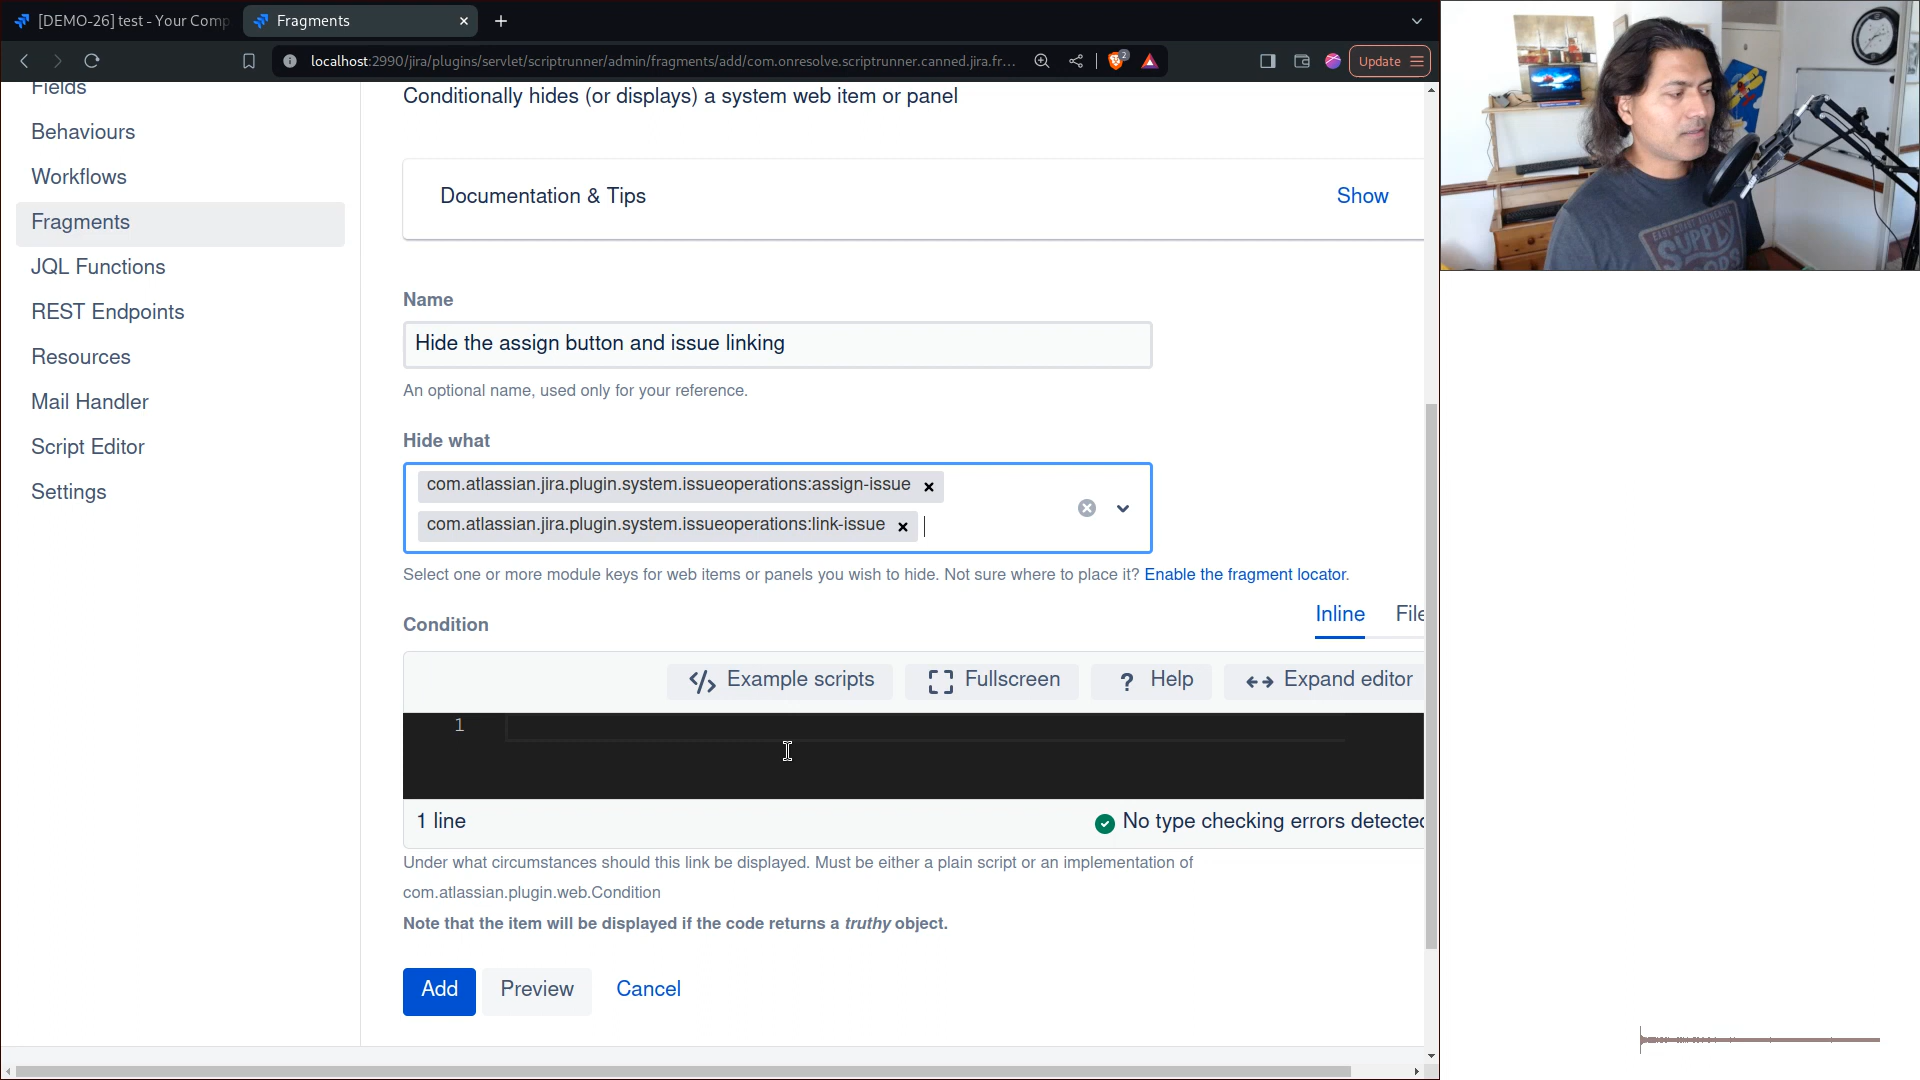 [DEMO-26] test - Your Comp
Fragments
localhost:2990/jira/plugins/servlet/scriptrunner/admin/fragments/add/com.onresolve.scriptrunner.canned.jira.fr...
2
Update
Fields
Behaviours
Workflows
Fragments
JQL Functions
REST Endpoints
Resources
Mail Handler
Script Editor
Settings
Conditionally hides (or displays) a system web item or panel
Documentation & Tips
Show
Name
Hide the assign button and issue linking
An optional name, used only for your reference.
Hide what
com.atlassian.jira.plugin.system.issueoperations:assign-issue
com.atlassian.jira.plugin.system.issueoperations:link-issue
Select one or more module keys for web items or panels you wish to hide. Not sure where to place it? Enable the fragment locator.
Condition
Inline
File
Example scripts
Fullscreen
? Help
Expand editor
1
1 line
No type checking errors detected
Under what circumstances should this link be displayed. Must be either a plain script or an implementation of
com.atlassian.plugin.web.Condition
Note that the item will be displayed if the code returns a truthy object.
Add
Preview
Cancel
SUPPLY